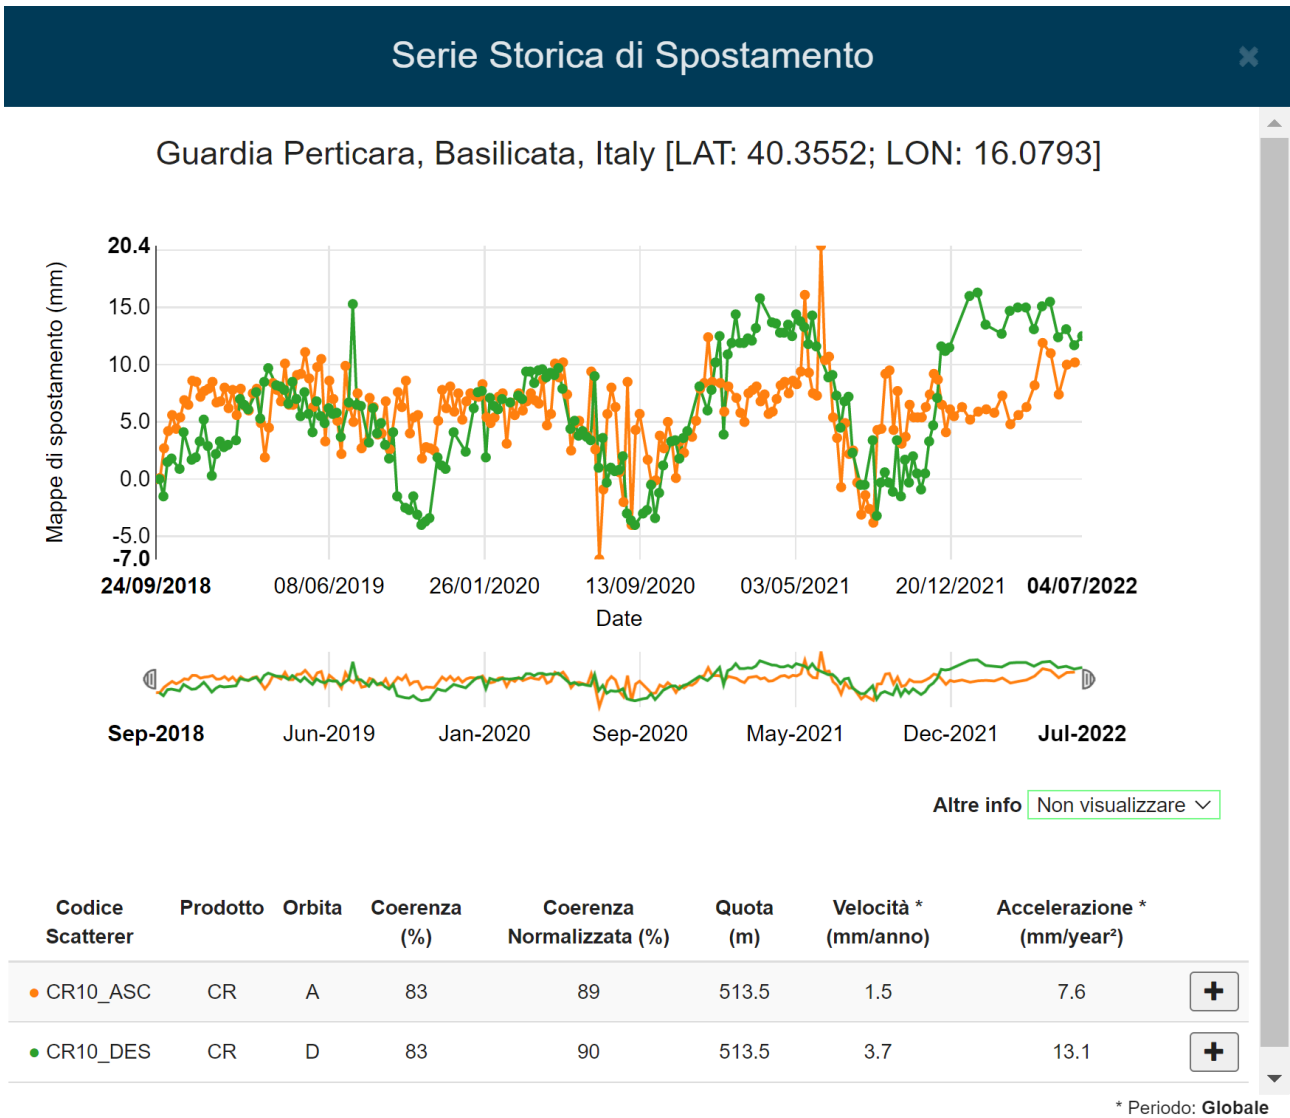 Serie Storica di Spostamento
Guardia Perticara, Basilicata, Italy [LAT: 40.3552; LON: 16.0793]
Mappe di spostamento (mm)
20.4
15.0
10.0
5.0
0.0
-5.0
-7.0
24/09/2018 08/06/2019 26/01/2020 13/09/2020 03/05/2021 20/12/2021 04/07/2022
Date
Sep-2018 Jun-2019 Jan-2020 Sep-2020 May-2021 Dec-2021 Jul-2022
Altre info Non visualizzare
Codice Scatterer Prodotto Orbita Coerenza (%) Coerenza Normalizzata (%) Quota (m) Velocità * (mm/anno) Accelerazione * (mm/year²)
CR10_ASC CR A 83 89 513.5 1.5 7.6
CR10_DES CR D 83 90 513.5 3.7 13.1
* Periodo: Globale